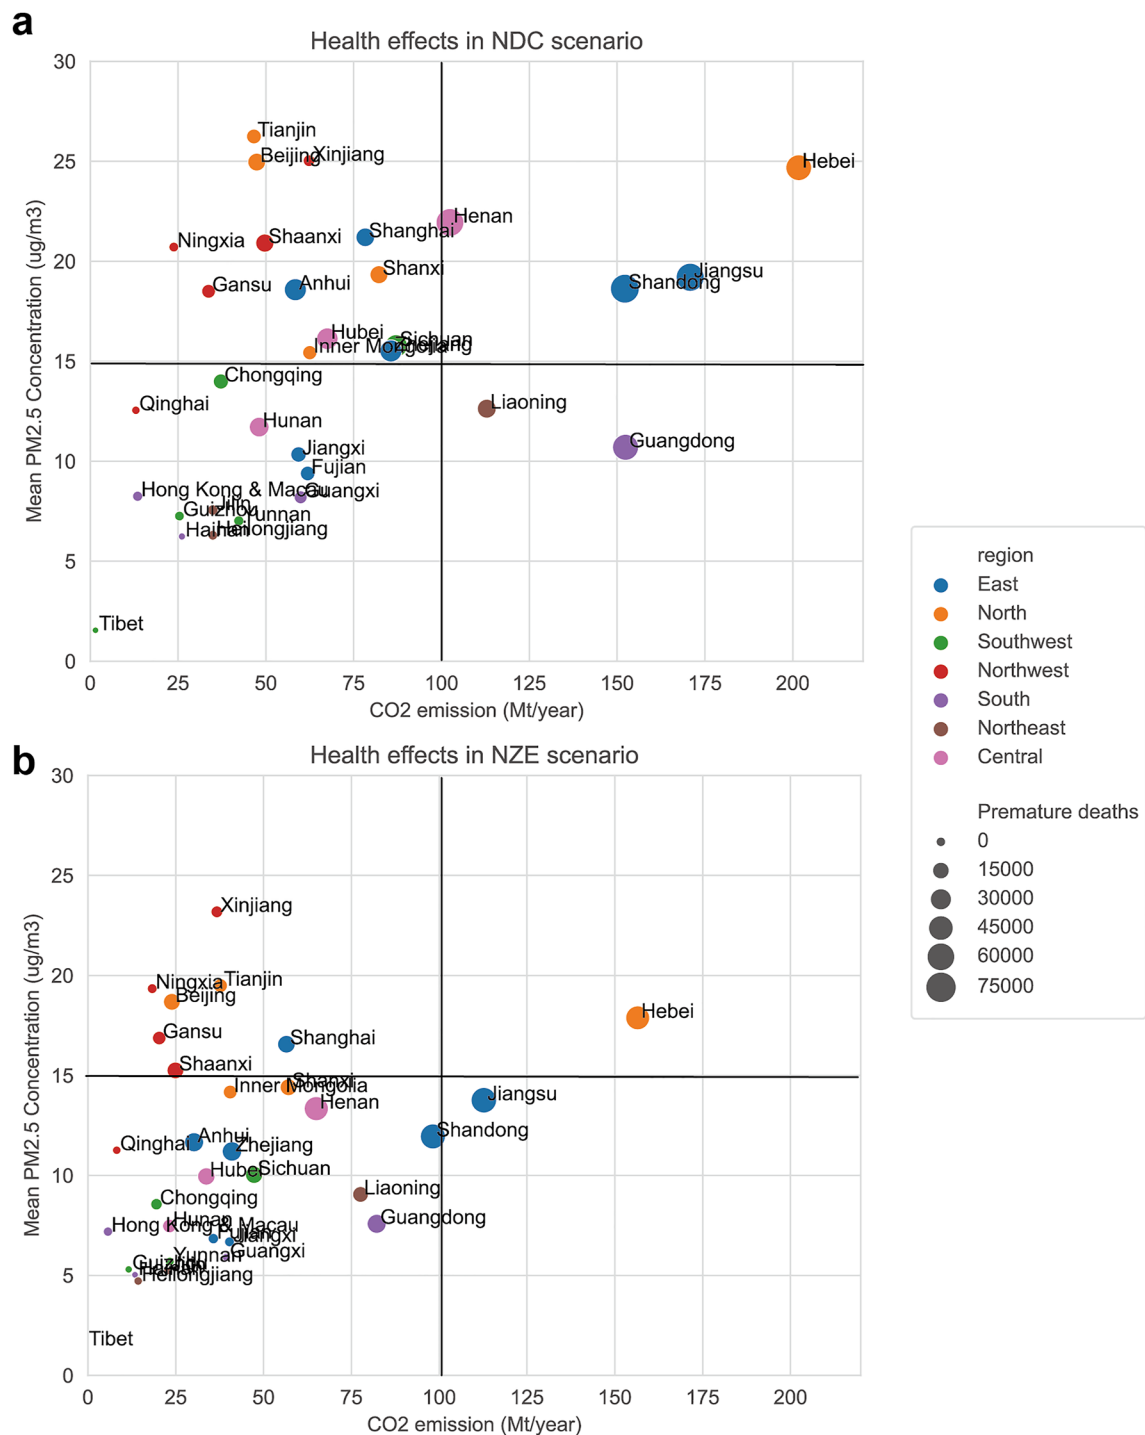 a
Health effects in NDC scenario
30
25
20
15
10
5
0
Mean PM2.5 Concentration (ug/m3)
Tianjin
Beijing
Xinjiang
Hebei
Henan
Ningxia
Shaanxi
Shanghai
Shanxi
Gansu
Anhui
Jiangsu
Shandong
Hubei
Sichuan
Zhejiang
Inner Mongolia
Chongqing
Qinghai
Hunan
Liaoning
Guangdong
Jiangxi
Fujian
Hong Kong & Macau
Guangxi
Jilin
Guizhou
Yunnan
Hainan
Heilongjiang
Tibet
0 25 50 75 100 125 150 175 200
CO2 emission (Mt/year)
b
Health effects in NZE scenario
30
25
20
15
10
5
0
Mean PM2.5 Concentration (ug/m3)
Xinjiang
Ningxia
Tianjin
Beijing
Hebei
Gansu
Shanghai
Shaanxi
Shanxi
Inner Mongolia
Henan
Jiangsu
Shandong
Qinghai
Anhui
Zhejiang
Hubei
Sichuan
Chongqing
Liaoning
Guangdong
Hunan
Hong Kong & Macau
Fujian
Jiangxi
Guangxi
Yunnan
Guizhou
Hainan
Heilongjiang
Tibet
0 25 50 75 100 125 150 175 200
CO2 emission (Mt/year)
region
East
North
Southwest
Northwest
South
Northeast
Central
Premature deaths
0
15000
30000
45000
60000
75000